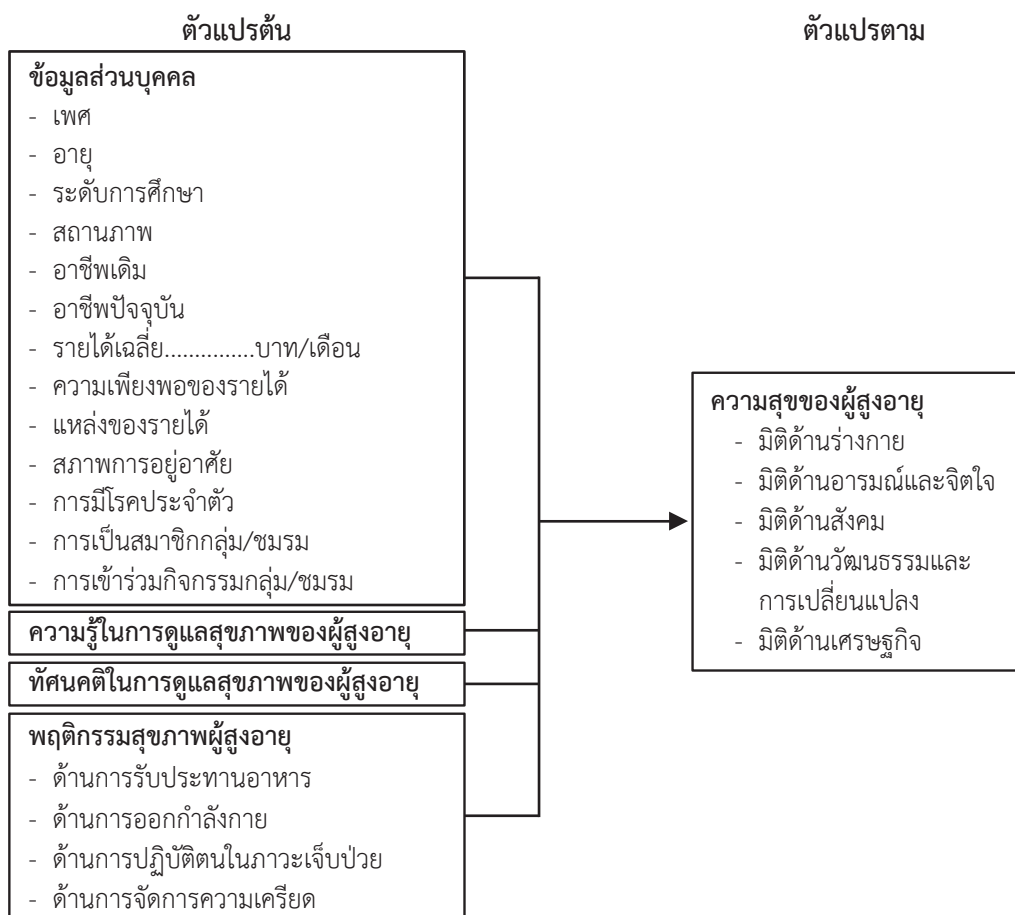 ตัวแปรต้น
ข้อมูลส่วนบุคคล
- เพศ
- อายุ
- ระดับการศึกษา
- สถานภาพ
- อาชีพเดิม
- อาชีพปัจจุบัน
- รายได้เฉลี่ย...............บาท/เดือน
- ความเพียงพอของรายได้
- แหล่งของรายได้
- สภาพการอยู่อาศัย
- การมีโรคประจำตัว
- การเป็นสมาชิกกลุ่ม/ชมรม
- การเข้าร่วมกิจกรรมกลุ่ม/ชมรม
ความรู้ในการดูแลสุขภาพของผู้สูงอายุ
ทัศนคติในการดูแลสุขภาพของผู้สูงอายุ
พฤติกรรมสุขภาพผู้สูงอายุ
- ด้านการรับประทานอาหาร
- ด้านการออกกำลังกาย
- ด้านการปฏิบัติตนในภาวะเจ็บป่วย
- ด้านการจัดการความเครียด
ตัวแปรตาม
ความสุขของผู้สูงอายุ
- มิติด้านร่างกาย
- มิติด้านอารมณ์และจิตใจ
- มิติด้านสังคม
- มิติด้านวัฒนธรรมและ
การเปลี่ยนแปลง
- มิติด้านเศรษฐกิจ